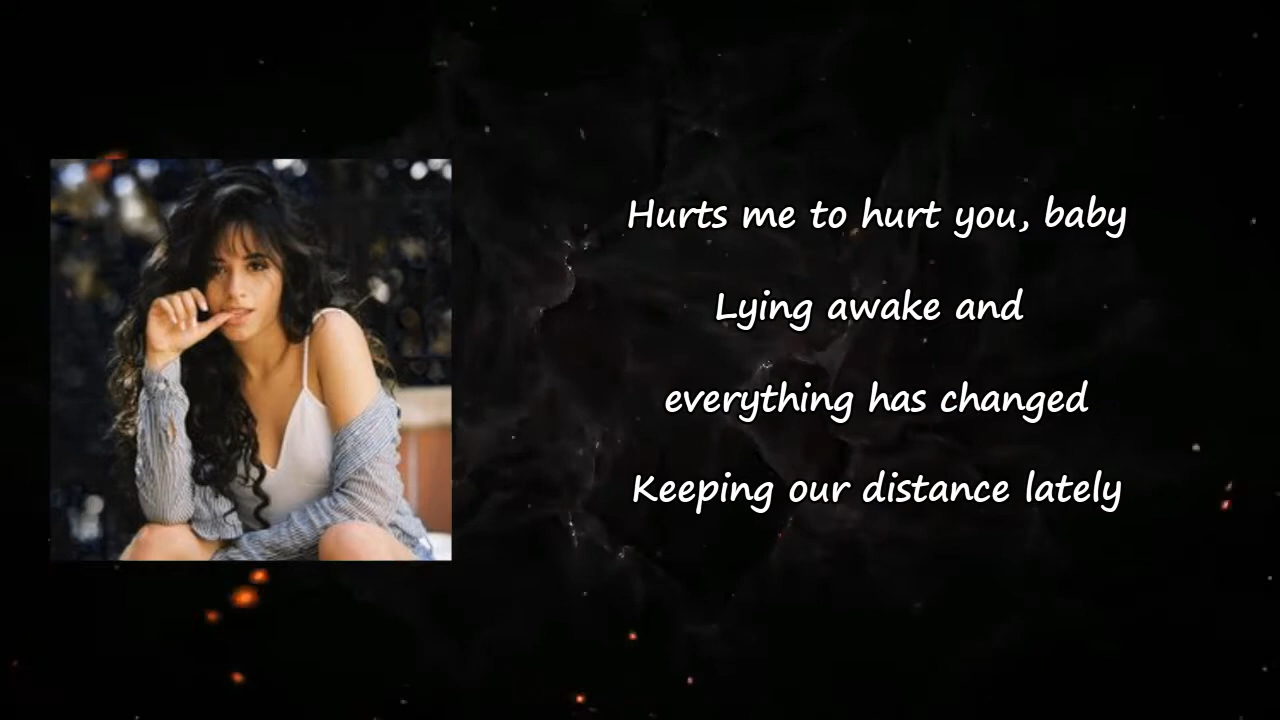 Hurts me to hurt you, baby
Lying awake and
everything has changed
Keeping our distance lately